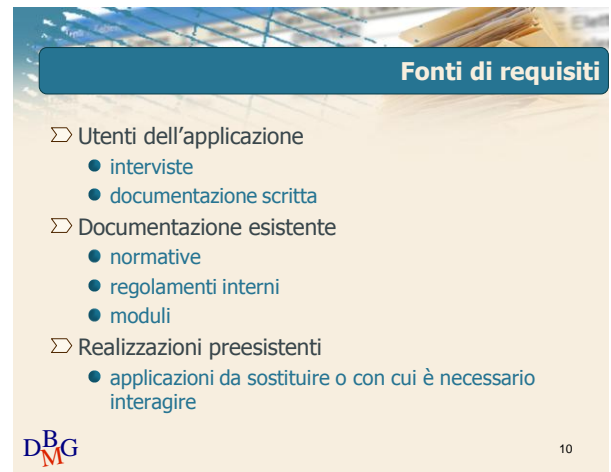 Fonti di requisiti
Utenti dell'applicazione
interviste
documentazione scritta
Documentazione esistente
normative
regolamenti interni
moduli
Realizzazioni preesistenti
applicazioni da sostituire o con cui è necessario
interagire
DBMG
10